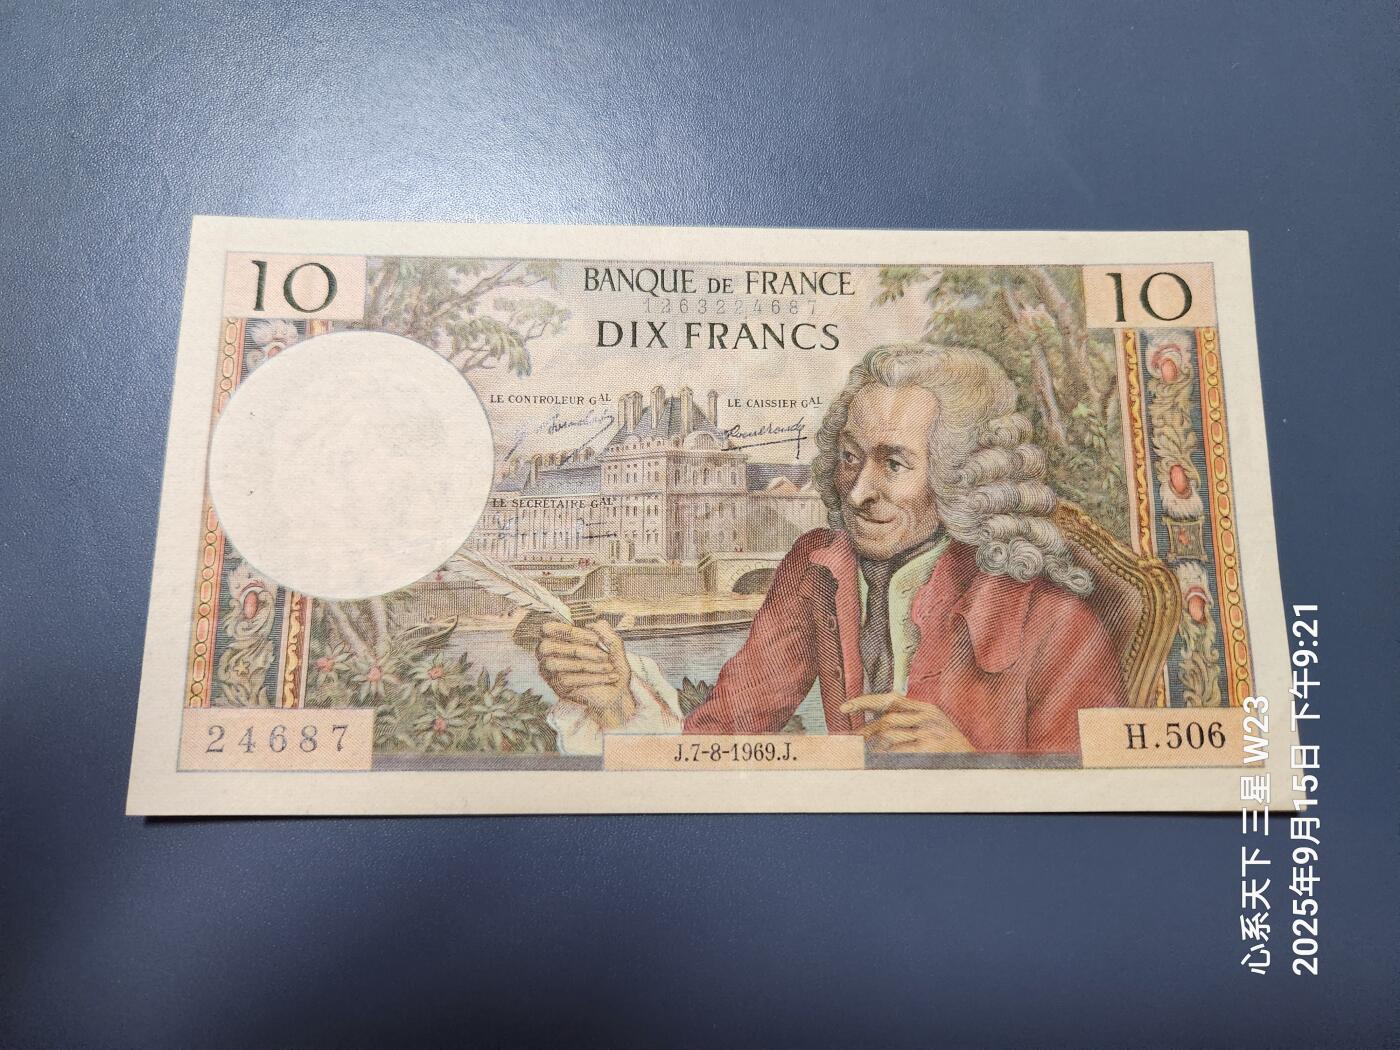 10
BANQUE DE FRANCE
10
1263224687
DIX FRANCS
LE CONTROLEUR GAL
LE CAISSIER GAL
LE SECRÉTAIRE GAL
24687
J.7-8-1969.J.
H.506
心系天下 三星 W23
2025年9月15日 下午9:21